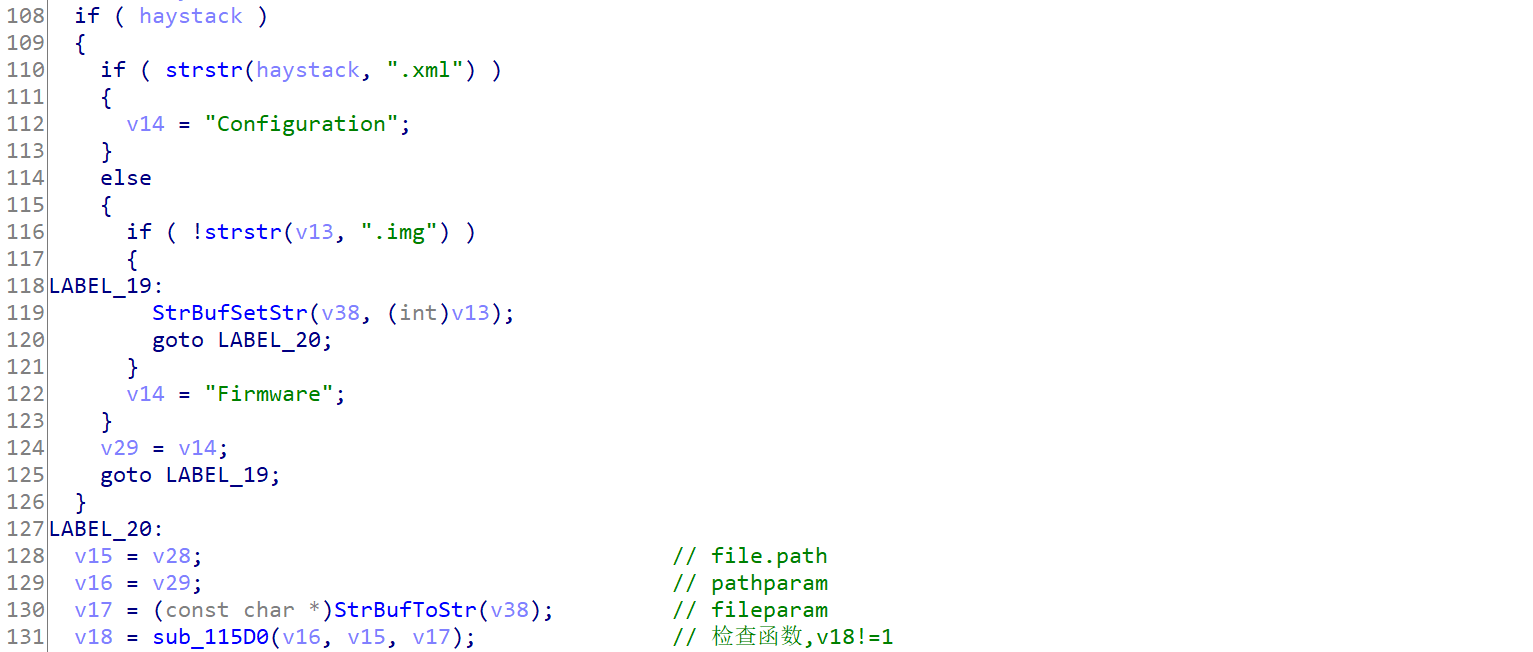 108   if ( haystack )
109   {
110     if ( strstr(haystack, ".xml") )
111     {
112       v14 = "Configuration";
113     }
114     else
115     {
116       if ( !strstr(v13, ".img") )
117       {
118 LABEL_19:
119         StrBufSetStr(v38, (int)v13);
120         goto LABEL_20;
121       }
122       v14 = "Firmware";
123     }
124     v29 = v14;
125     goto LABEL_19;
126   }
127 LABEL_20:
128   v15 = v28;                                    // file.path
129   v16 = v29;                                    // pathparam
130   v17 = (const char *)StrBufToStr(v38);         // fileparam
131   v18 = sub_115D0(v16, v15, v17);               // 检查函数,v18!=1